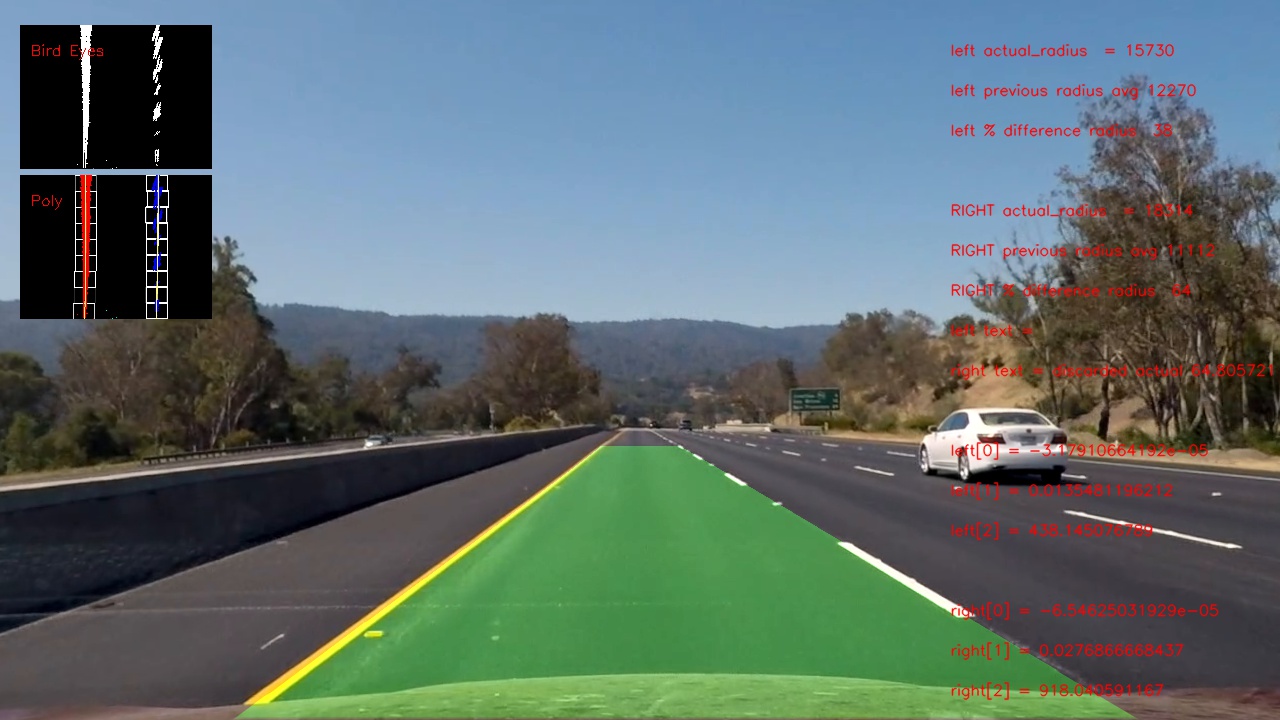 Bird Eyes
Poly
left actual_radius = 15730
left previous radius avg 12270
left % difference radius 38
RIGHT actual_radius = 18314
RIGHT previous radius avg 11112
RIGHT % difference radius 64
left text =
right text = discarded actual 64.805721
left[0] = -3.17910664192e-05
left[1] = 0.0135481196212
left[2] = 438.145076789
right[0] = -6.54625031929e-05
right[1] = 0.0276866668437
right[2] = 918.040591167